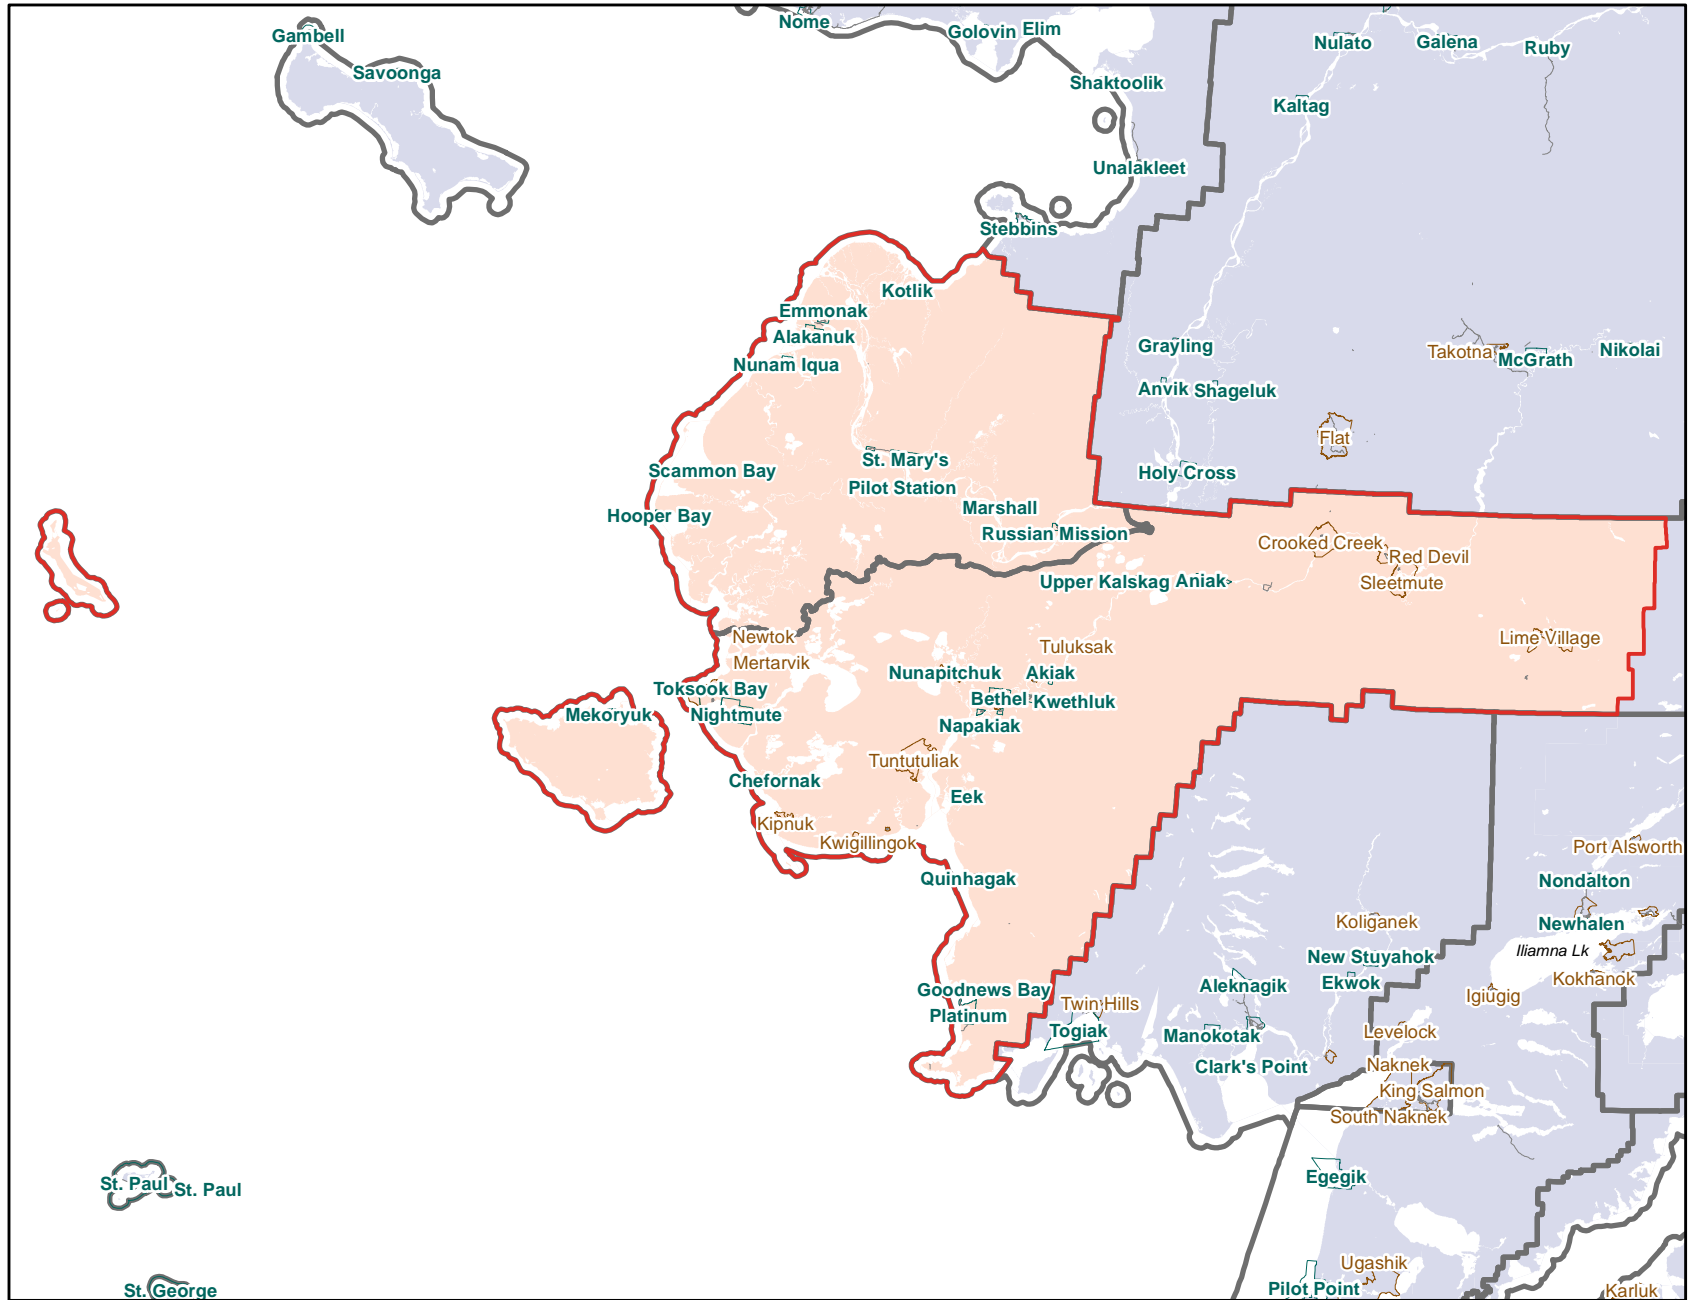 Nome
Golovin
Elim
Gambell
Nulato
Galena
Ruby
Savoonga
Shaktoolik
Kaltag
Unalakleet
Stebbins
Kotlik
Emmonak
Alakanuk
Nunam Iqua
Grayling
Takotna
McGrath
Nikolai
Anvik
Shageluk
Flat
St. Mary's
Scammon Bay
Holy Cross
Pilot Station
Marshall
Hooper Bay
Russian Mission
Crooked Creek
Red Devil
Upper Kalskag
Aniak
Sleetmute
Newtok
Lime Village
Tuluksak
Mertarvik
Nunapitchuk
Akiak
Toksook Bay
Bethel
Kwethluk
Mekoryuk
Nightmute
Napakiak
Tuntutuliak
Chefornak
Eek
Kipnuk
Kwigillingok
Port Alsworth
Quinhagak
Nondalton
Koliganek
Newhalen
Iliamna Lk
New Stuyahok
Kokhanok
Ekwok
Aleknagik
Goodnews Bay
Igiugig
Twin Hills
Platinum
Togiak
Manokotak
Levelock
Clark's Point
Naknek
King Salmon
South Naknek
Egegik
St. Paul
St. Paul
Ugashik
St. George
Pilot Point
Karluk